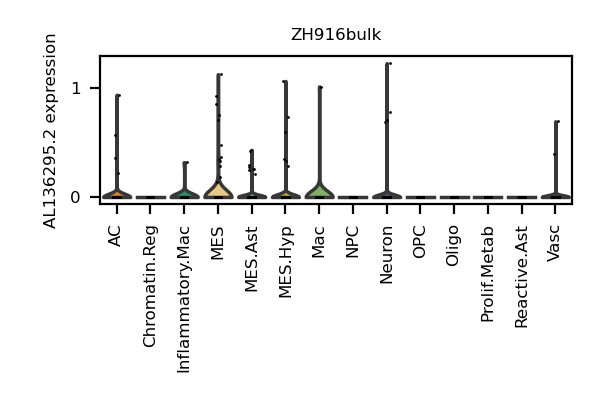 ZH916bulk
AL136295.2 expression
1
0
AC
Chromatin.Reg
Inflammatory.Mac
MES
MES.Ast
MES.Hyp
Mac
NPC
Neuron
OPC
Oligo
Prolif.Metab
Reactive.Ast
Vasc